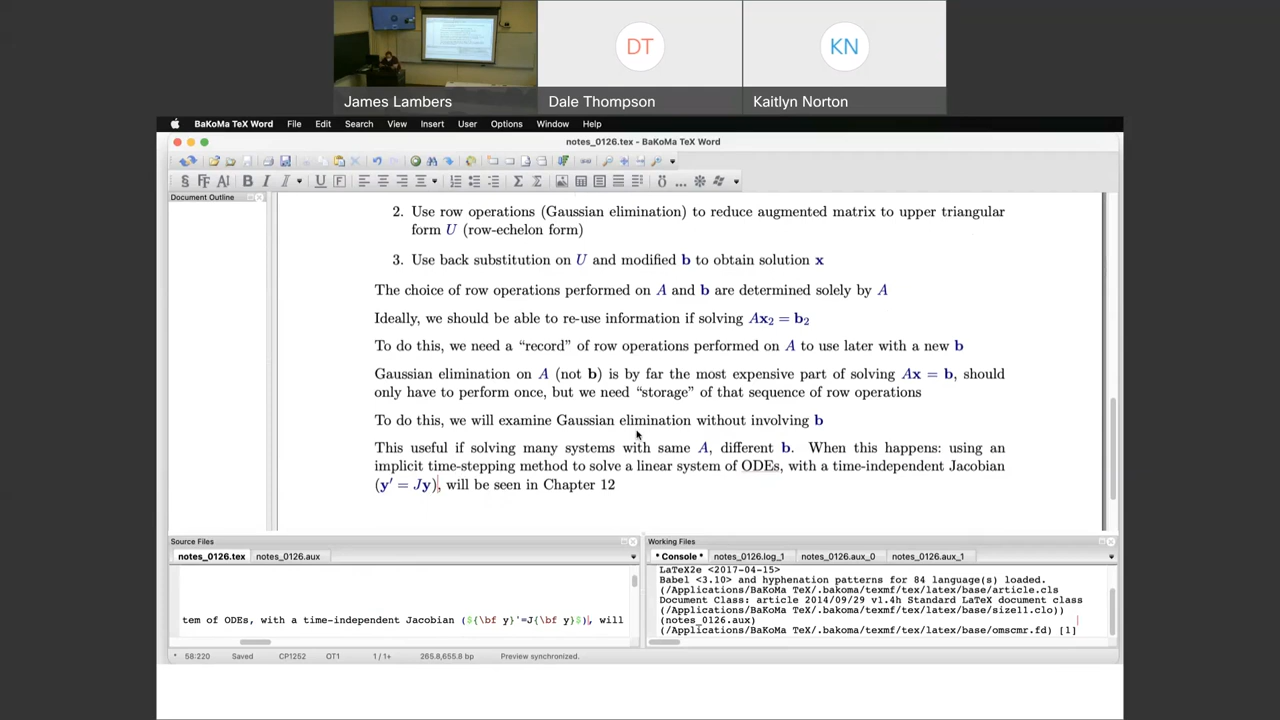 DT
KN
James Lambers
Dale Thompson
Kaitlyn Norton
BaKoMa TeX Word File Edit Search View Insert User Options Window Help
notes_0126.tex - BaKoMa TeX Word
Document Outline
2. Use row operations (Gaussian elimination) to reduce augmented matrix to upper triangular
form U (row-echelon form)
3. Use back substitution on U and modified b to obtain solution x
The choice of row operations performed on A and b are determined solely by A
Ideally, we should be able to re-use information if solving Ax₂ = b₂
To do this, we need a “record” of row operations performed on A to use later with a new b
Gaussian elimination on A (not b) is by far the most expensive part of solving Ax = b, should
only have to perform once, but we need “storage” of that sequence of row operations
To do this, we will examine Gaussian elimination without involving b
This useful if solving many systems with same A, different b. When this happens: using an
implicit time-stepping method to solve a linear system of ODEs, with a time-independent Jacobian
(y′ = Jy), will be seen in Chapter 12
Source Files
notes_0126.tex notes_0126.aux
tem of ODEs, with a time-independent Jacobian (${\bf y}'=J{\bf y}$), will
Working Files
* Console * notes_0126.log_1 notes_0126.aux_0 notes_0126.aux_1
LaTeX2e <2017-04-15>
Babel <3.10> and hyphenation patterns for 84 language(s) loaded.
(/Applications/BaKoMa TeX/.bakoma/texmf/tex/latex/base/article.cls
Document Class: article 2014/09/29 v1.4h Standard LaTeX document class
(/Applications/BaKoMa TeX/.bakoma/texmf/tex/latex/base/size11.clo))
(notes_0126.aux)
(/Applications/BaKoMa TeX/.bakoma/texmf/tex/latex/base/omscmr.fd) [1]
* 58:220 Saved CP1252 OT1 1/1+ 265.8,655.8 bp Preview synchronized.